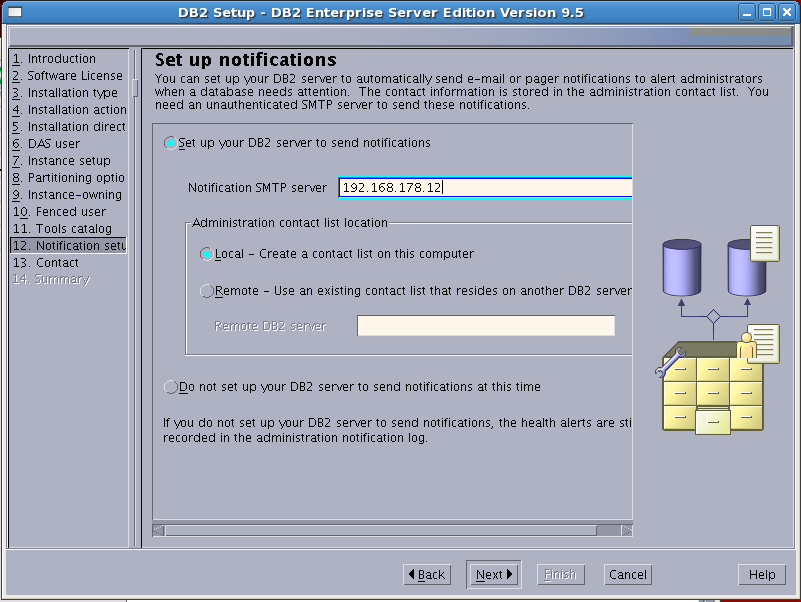 DB2 Setup - DB2 Enterprise Server Edition Version 9.5
1. Introduction
2. Software License
3. Installation type
4. Installation action
5. Installation direct
6. DAS user
7. Instance setup
8. Partitioning optio
9. Instance-owning
10. Fenced user
11. Tools catalog
12. Notification setu
13. Contact
14. Summary
Set up notifications
You can set up your DB2 server to automatically send e-mail or pager notifications to alert administrators
when a database needs attention. The contact information is stored in the administration contact list. You
need an unauthenticated SMTP server to send these notifications.
Set up your DB2 server to send notifications
Notification SMTP server 192.168.178.12
Administration contact list location
Local - Create a contact list on this computer
Remote - Use an existing contact list that resides on another DB2 server
Remote DB2 server
Do not set up your DB2 server to send notifications at this time
If you do not set up your DB2 server to send notifications, the health alerts are sti
recorded in the administration notification log.
Back Next Finish Cancel Help